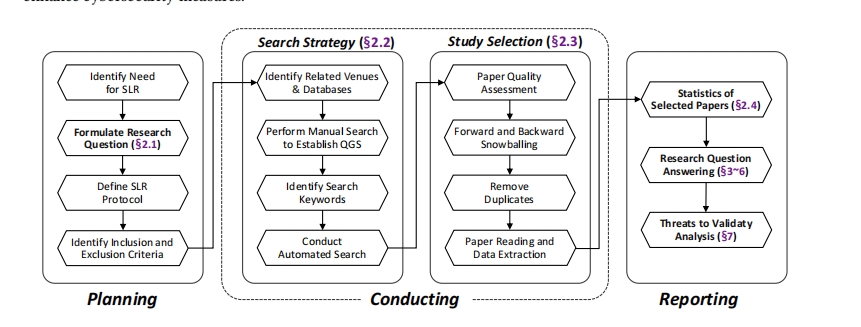 enhance cybersecurity measures.
Search Strategy (§2.2)
Study Selection (§2.3)
Identify Need
for SLR
Formulate Research
Question (§2.1)
Define SLR
Protocol
Identify Inclusion and
Exclusion Criteria
Identify Related Venues
& Databases
Perform Manual Search
to Establish QGS
Identify Search
Keywords
Conduct
Automated Search
Paper Quality
Assessment
Forward and Backward
Snowballing
Remove
Duplicates
Paper Reading and
Data Extraction
Statistics of
Selected Papers (§2.4)
Research Question
Answering (§3~6)
Threats to Validaty
Analysis (§7)
Planning
Conducting
Reporting